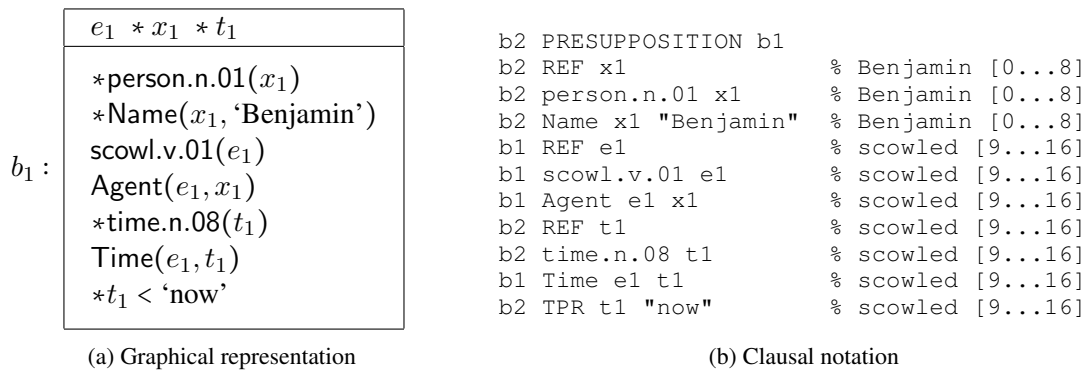 e₁ ∗ x₁ ∗ t₁
∗person.n.01(x₁)
∗Name(x₁, ‘Benjamin’)
scowl.v.01(e₁)
b₁ : Agent(e₁, x₁)
∗time.n.08(t₁)
Time(e₁, t₁)
∗t₁ < ‘now’
(a) Graphical representation
b2 PRESUPPOSITION b1
b2 REF x1 % Benjamin [0...8]
b2 person.n.01 x1 % Benjamin [0...8]
b2 Name x1 "Benjamin" % Benjamin [0...8]
b1 REF e1 % scowled [9...16]
b1 scowl.v.01 e1 % scowled [9...16]
b1 Agent e1 x1 % scowled [9...16]
b2 REF t1 % scowled [9...16]
b2 time.n.08 t1 % scowled [9...16]
b1 Time e1 t1 % scowled [9...16]
b2 TPR t1 "now" % scowled [9...16]
(b) Clausal notation